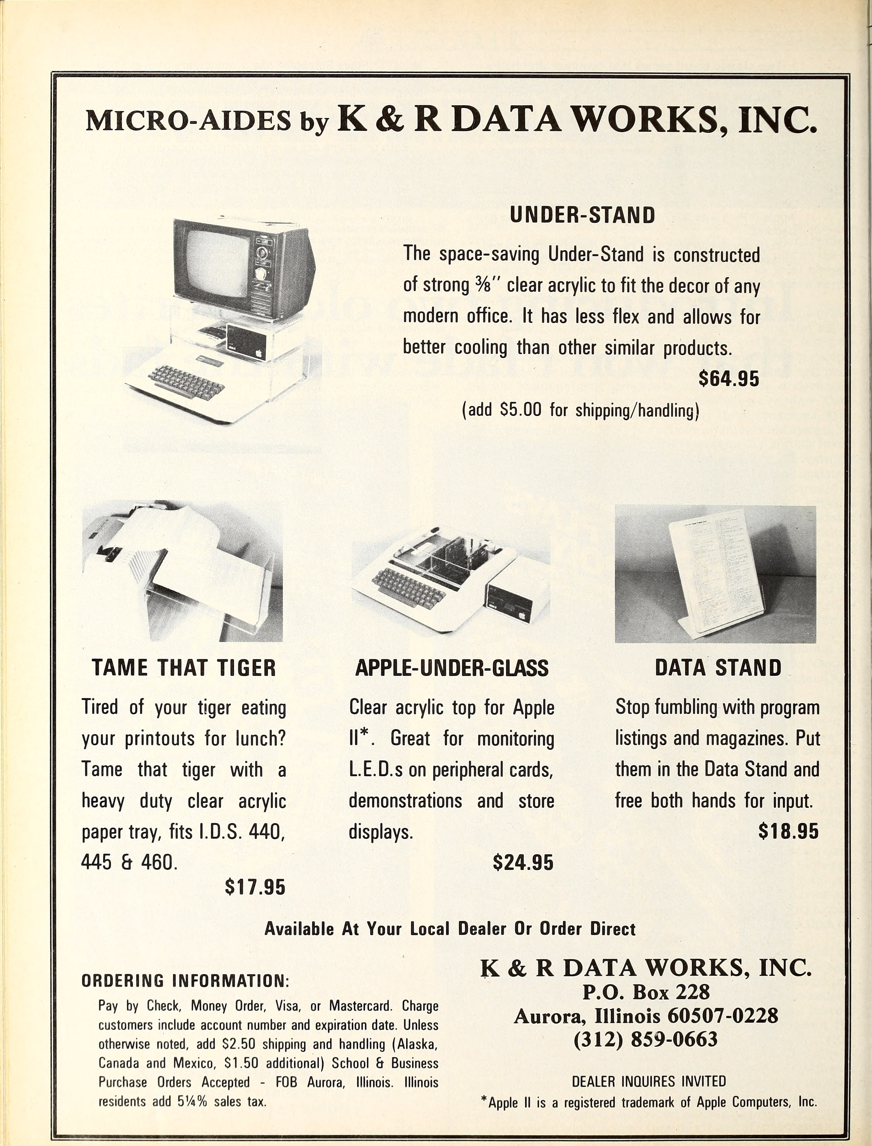 MICRO-AIDES by K & R DATA WORKS, INC.
UNDER-STAND
The space-saving Under-Stand is constructed
of strong ⅜" clear acrylic to fit the decor of any
modern office. It has less flex and allows for
better cooling than other similar products.
$64.95
(add $5.00 for shipping/handling)
TAME THAT TIGER
Tired of your tiger eating
your printouts for lunch?
Tame that tiger with a
heavy duty clear acrylic
paper tray, fits I.D.S. 440,
445 & 460.
$17.95
APPLE-UNDER-GLASS
Clear acrylic top for Apple
II*. Great for monitoring
L.E.D.s on peripheral cards,
demonstrations and store
displays.
$24.95
DATA STAND
Stop fumbling with program
listings and magazines. Put
them in the Data Stand and
free both hands for input.
$18.95
Available At Your Local Dealer Or Order Direct
ORDERING INFORMATION:
Pay by Check, Money Order, Visa, or Mastercard. Charge
customers include account number and expiration date. Unless
otherwise noted, add $2.50 shipping and handling (Alaska,
Canada and Mexico, $1.50 additional) School & Business
Purchase Orders Accepted - FOB Aurora, Illinois. Illinois
residents add 5¼% sales tax.
K & R DATA WORKS, INC.
P.O. Box 228
Aurora, Illinois 60507-0228
(312) 859-0663
DEALER INQUIRES INVITED
*Apple II is a registered trademark of Apple Computers, Inc.